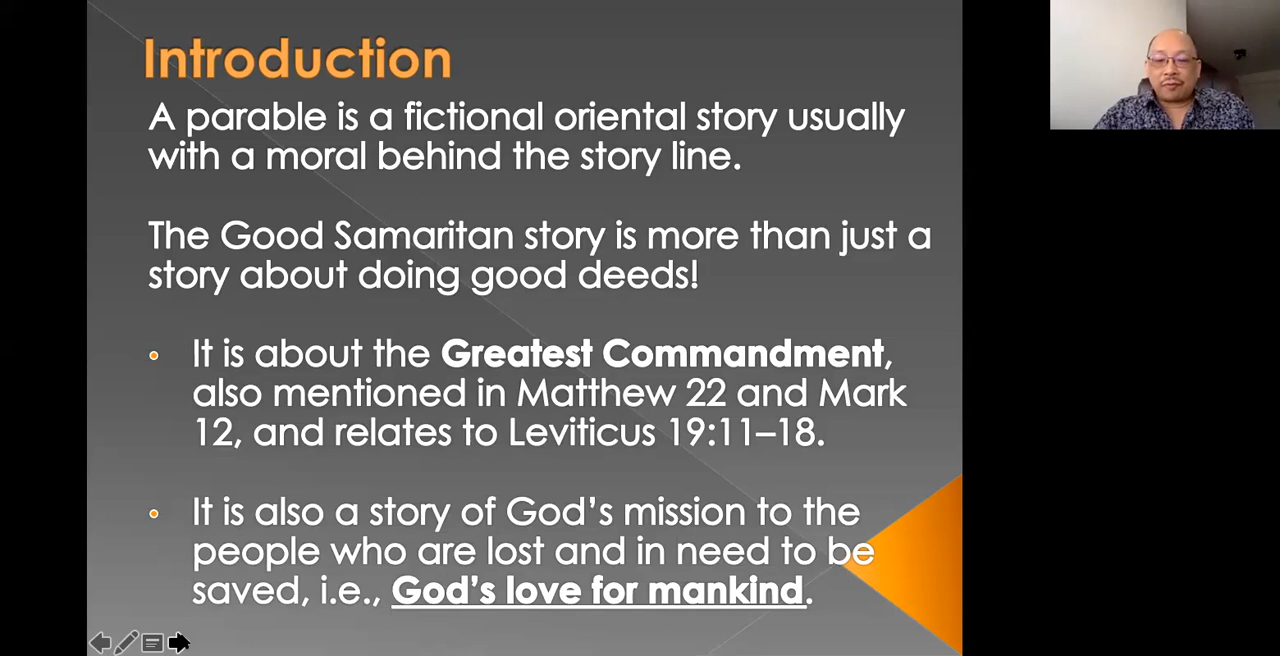 Introduction
A parable is a fictional oriental story usually
with a moral behind the story line.
The Good Samaritan story is more than just a
story about doing good deeds!
• It is about the Greatest Commandment,
also mentioned in Matthew 22 and Mark
12, and relates to Leviticus 19:11–18.
• It is also a story of God’s mission to the
people who are lost and in need to be
saved, i.e., God’s love for mankind.